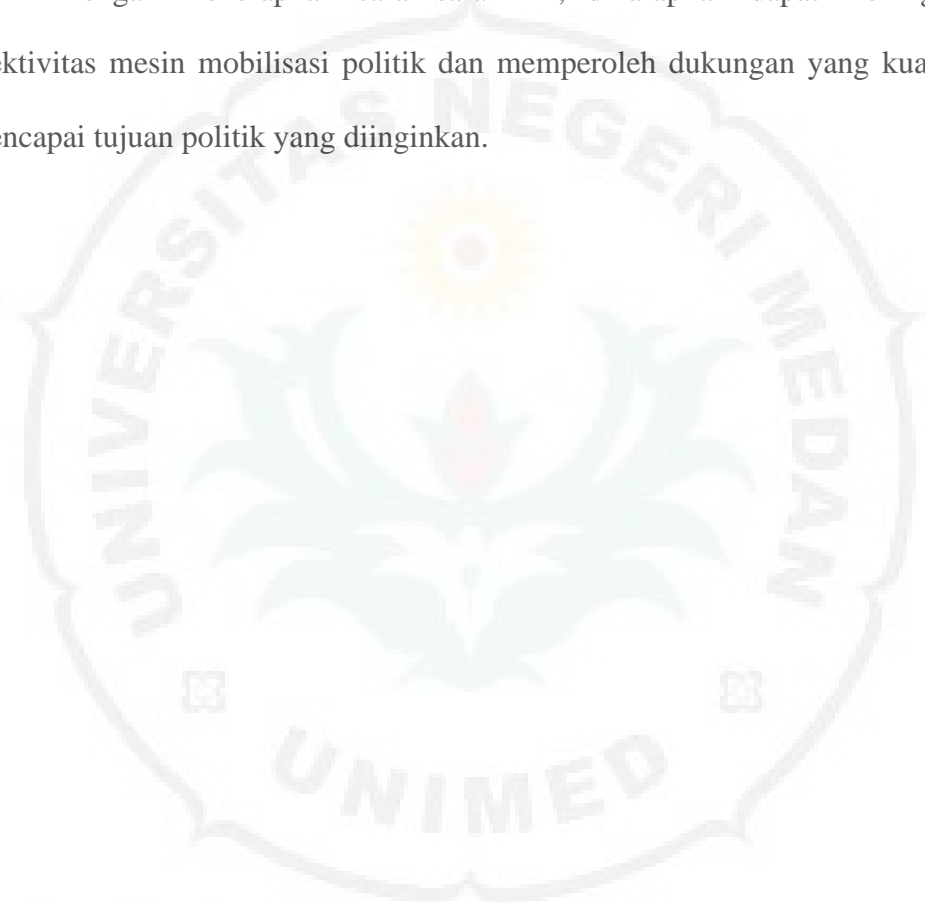 ektivitas mesin mobilisasi politik dan memperoleh dukungan yang kua
encapai tujuan politik yang diinginkan.
UNIVERSITAS NEGERI MEDAN
UNIMED